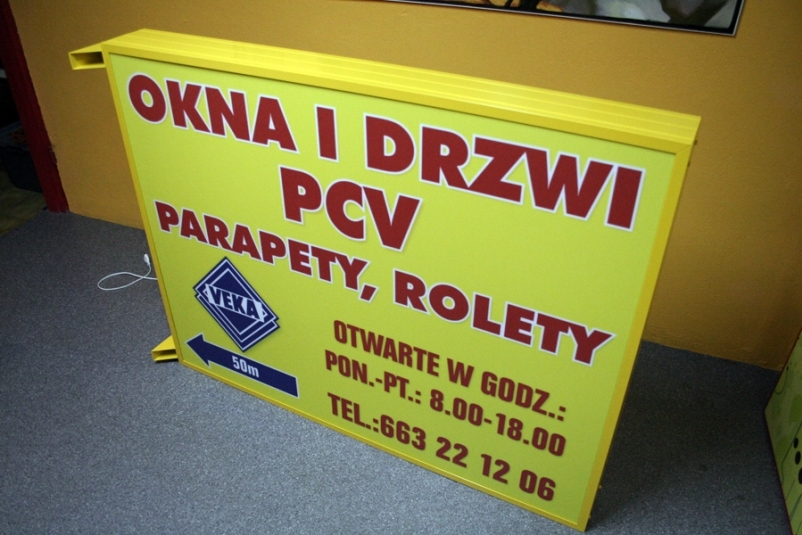 OKNA I DRZWI
PCV
PARAPETY, ROLETY
VEKA
50m
OTWARTE W GODZ.:
PON.-PT.: 8.00-18.00
TEL.:663 22 12 06